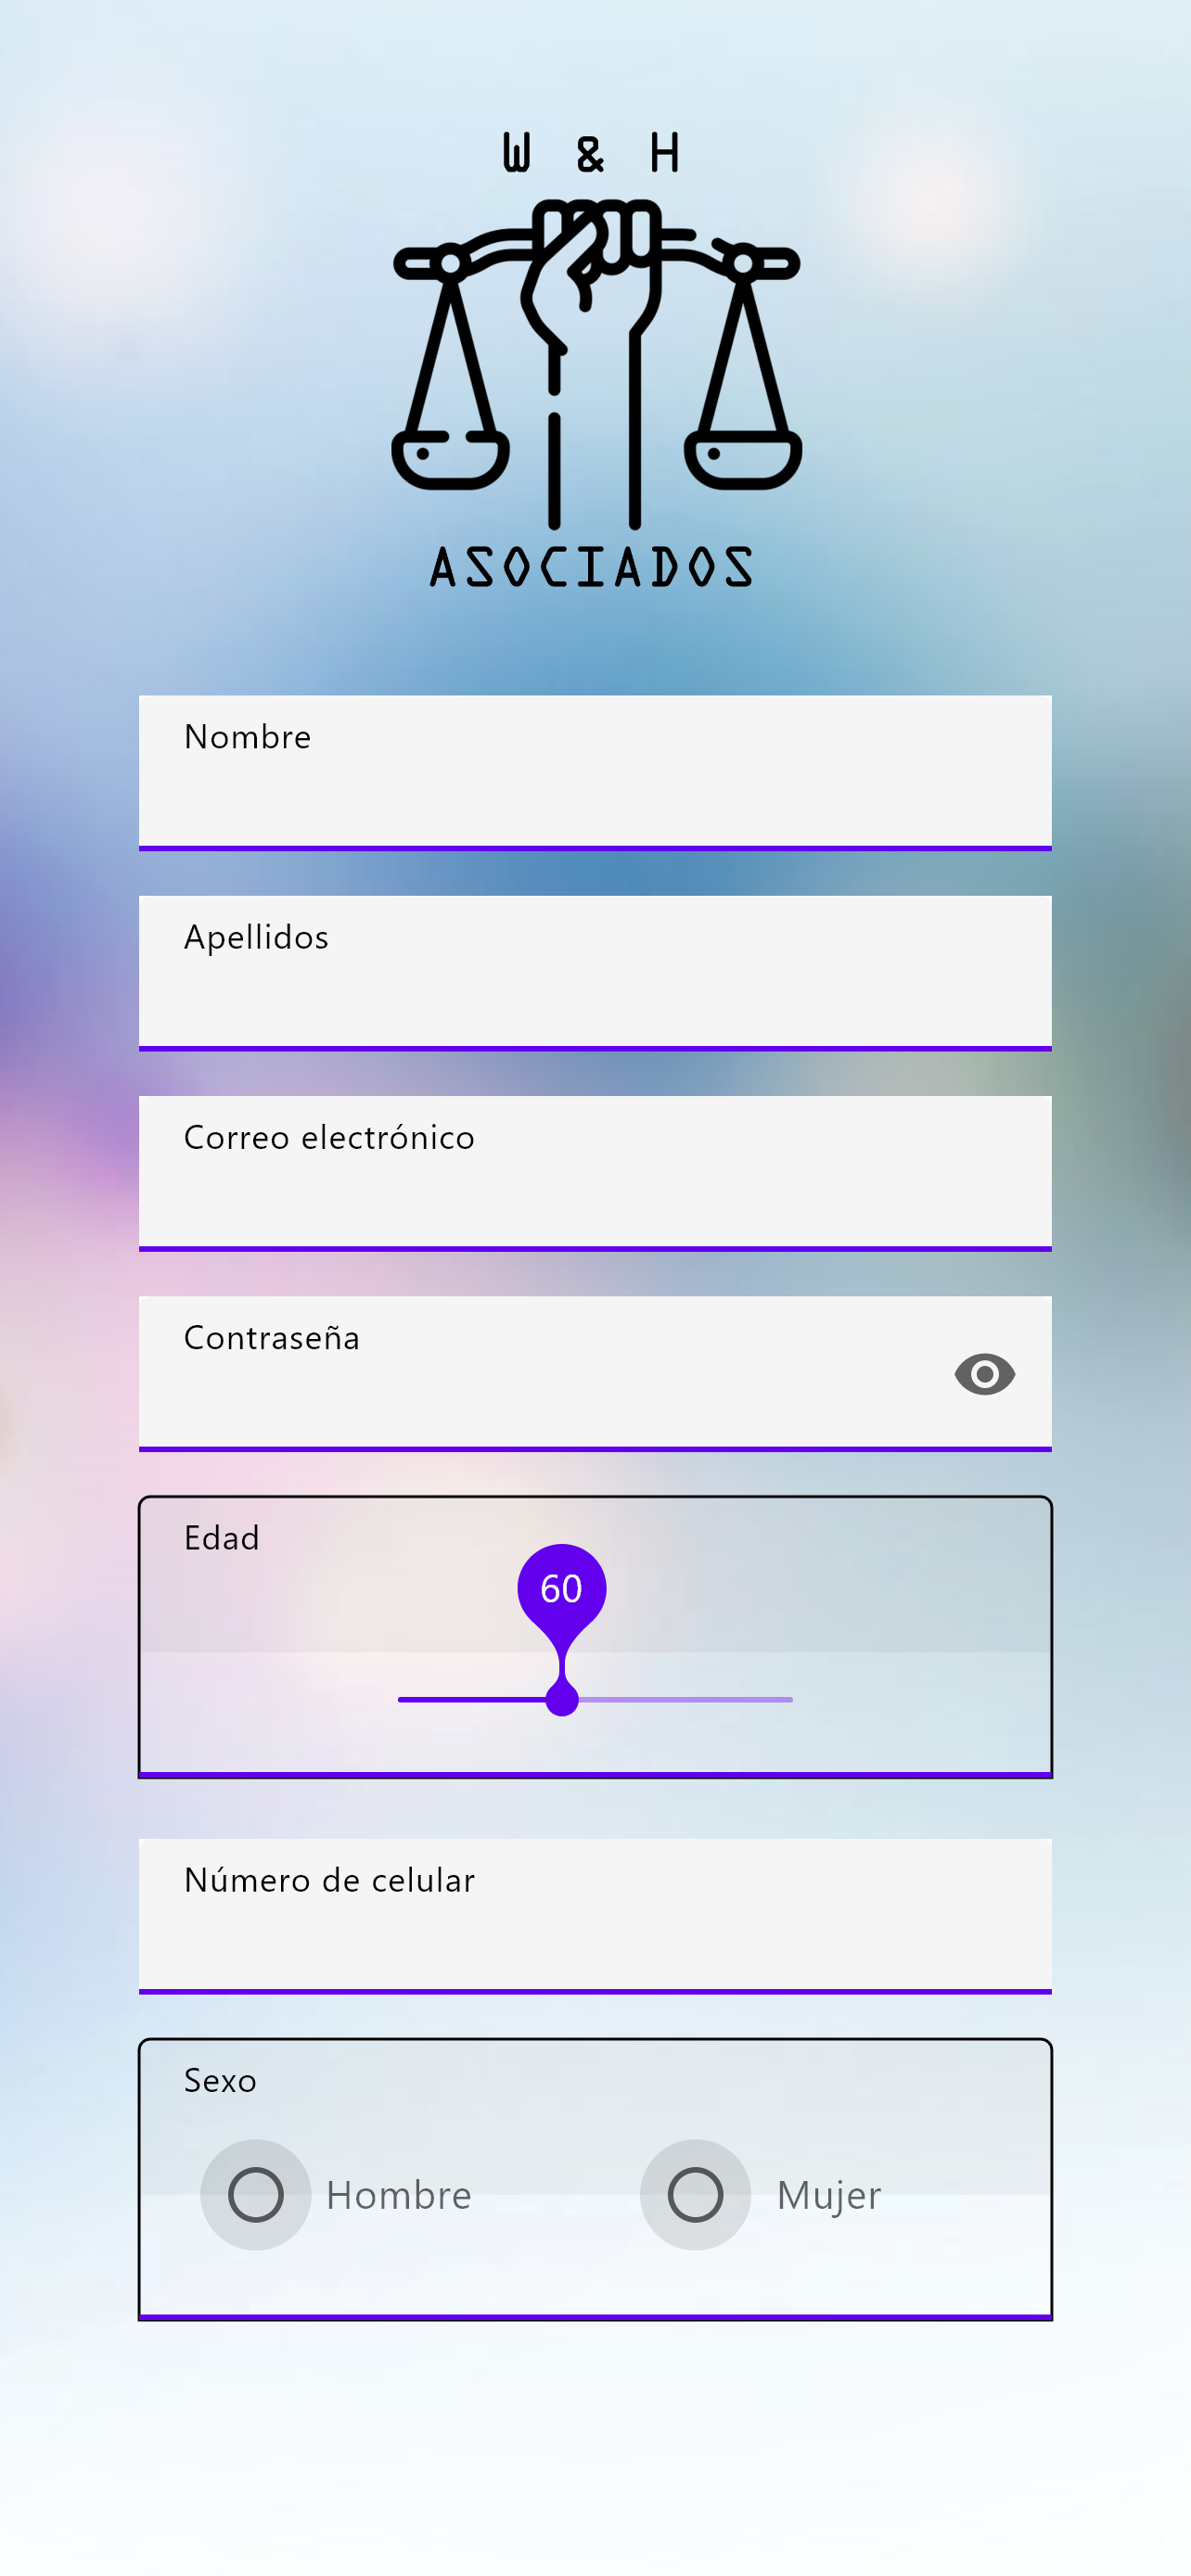 W & H
ASOCIADOS
Nombre
Apellidos
Correo electrónico
Contraseña
Edad
60
Número de celular
Sexo
Hombre Mujer